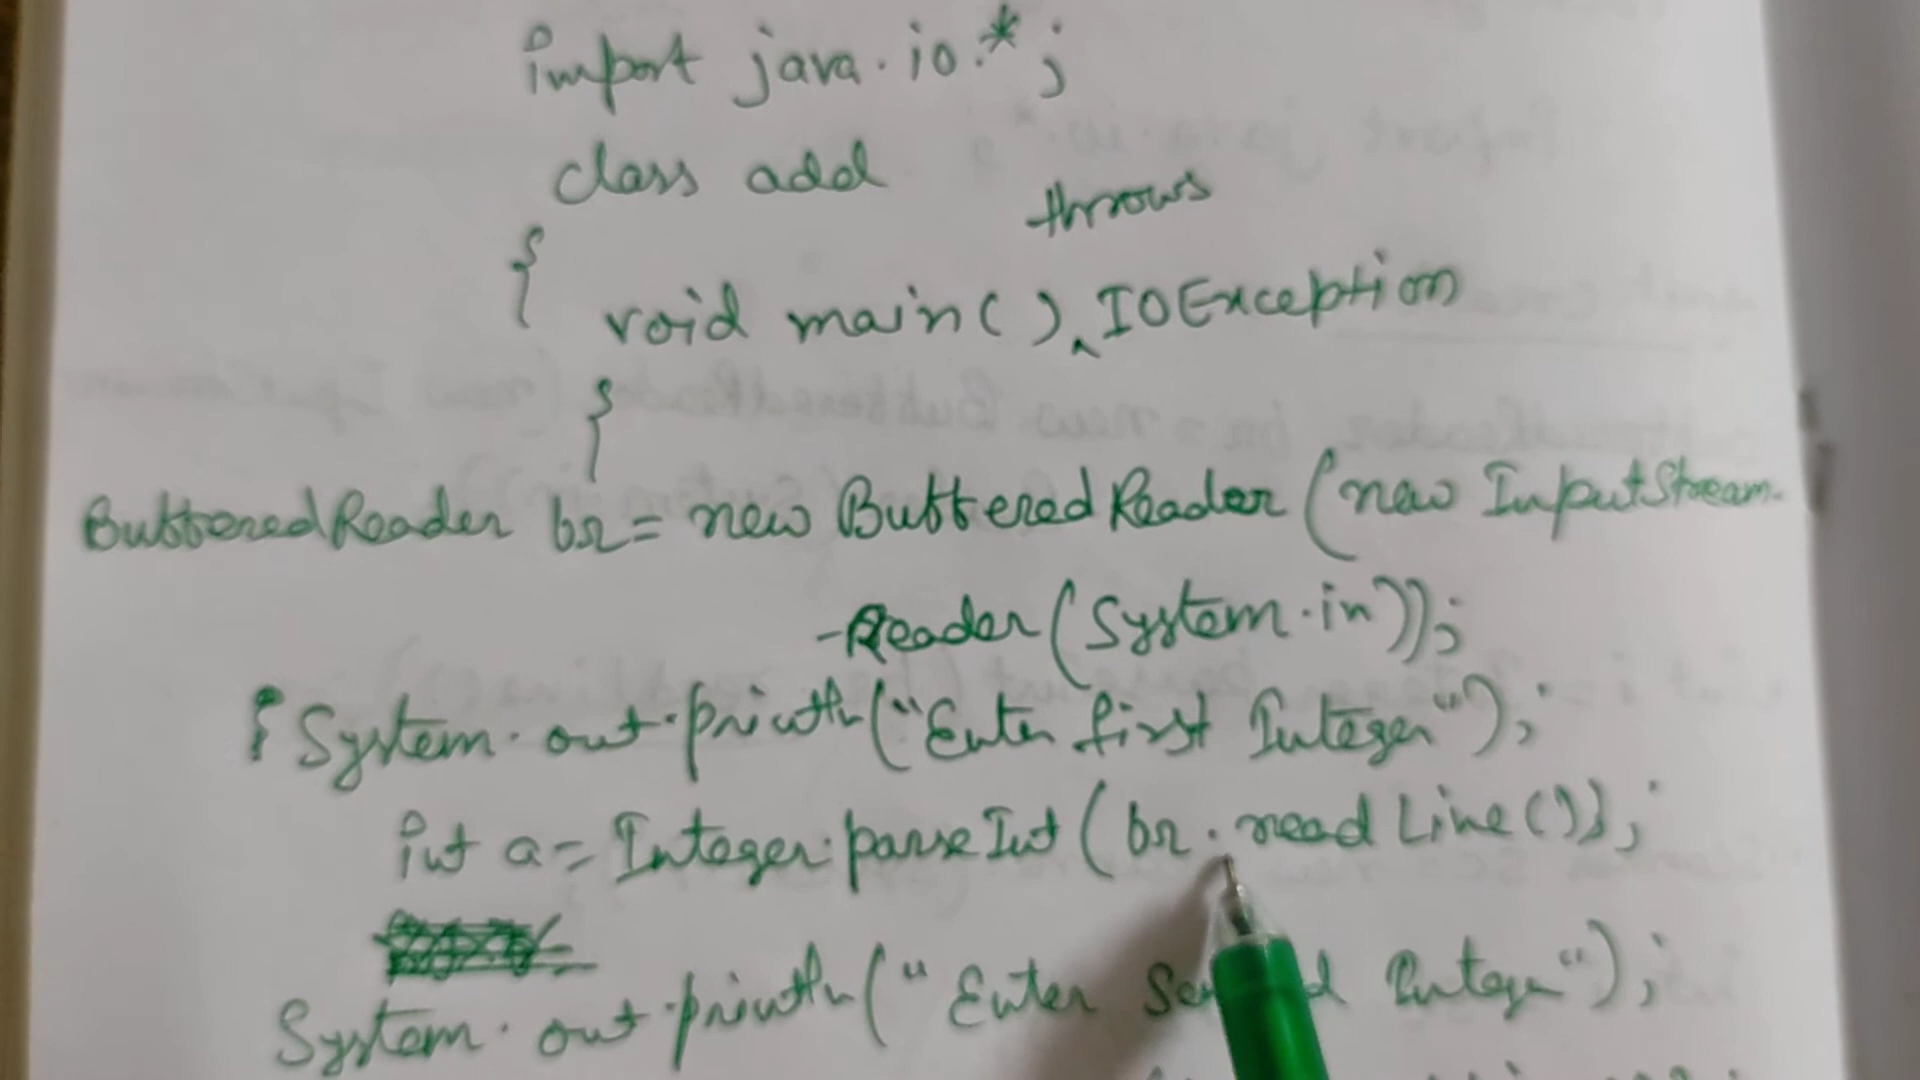 import java.io.*;
class add
throws
{
void main() ^ IOException
{
BufferedReader br = new BufferedReader (new InputStream-
-Reader (System.in));
System.out.println("Enter first Integer");
int a = Integer.parseInt (br.readLine());
System.out.println("Enter Integer");